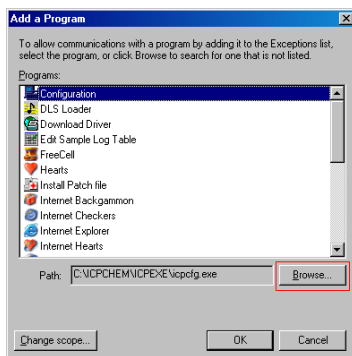 Add a Program
To allow communications with a program by adding it to the Exceptions list,
select the program, or click Browse to search for one that is not listed.
Programs:
Configuration
DLS Loader
Download Driver
Edit Sample Log Table
FreeCell
Hearts
Install Patch file
Internet Backgammon
Internet Checkers
Internet Explorer
Internet Hearts
Path: C:\ICPCHEM\ICPEXE\icpcfg.exe Browse...
Change scope... OK Cancel